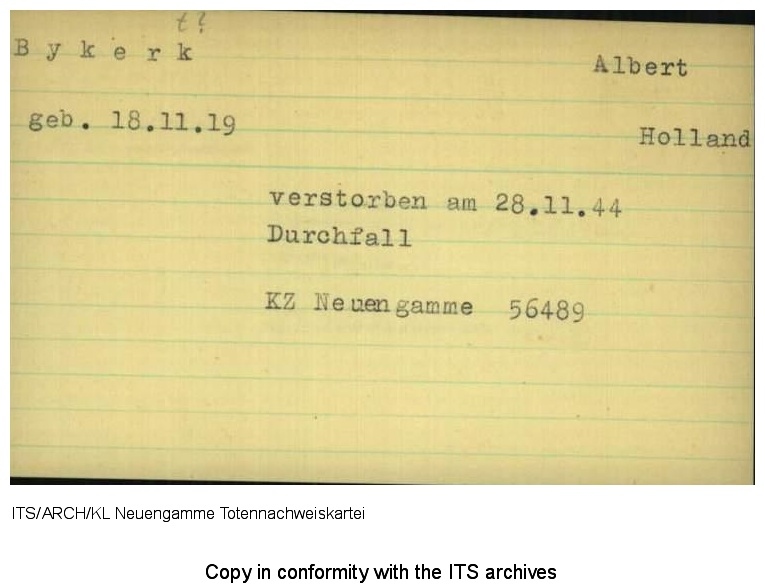 t?
B y k e r k
Albert
geb. 18.11.19
Holland
verstorben am 28.11.44
Durchfall
KZ Neuengamme 56489
ITS/ARCH/KL Neuengamme Totennachweiskartei
Copy in conformity with the ITS archives